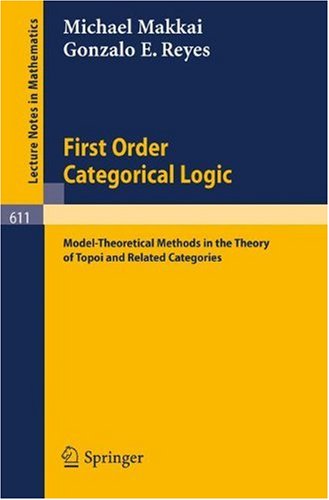 Michael Makkai
Gonzalo E. Reyes
Lecture Notes in Mathematics
First Order
Categorical Logic
611
Model-Theoretical Methods in the Theory
of Topoi and Related Categories
Springer